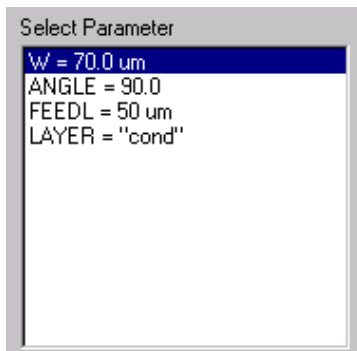 Select Parameter
W = 70.0 um
ANGLE = 90.0
FEEDL = 50 um
LAYER = "cond"